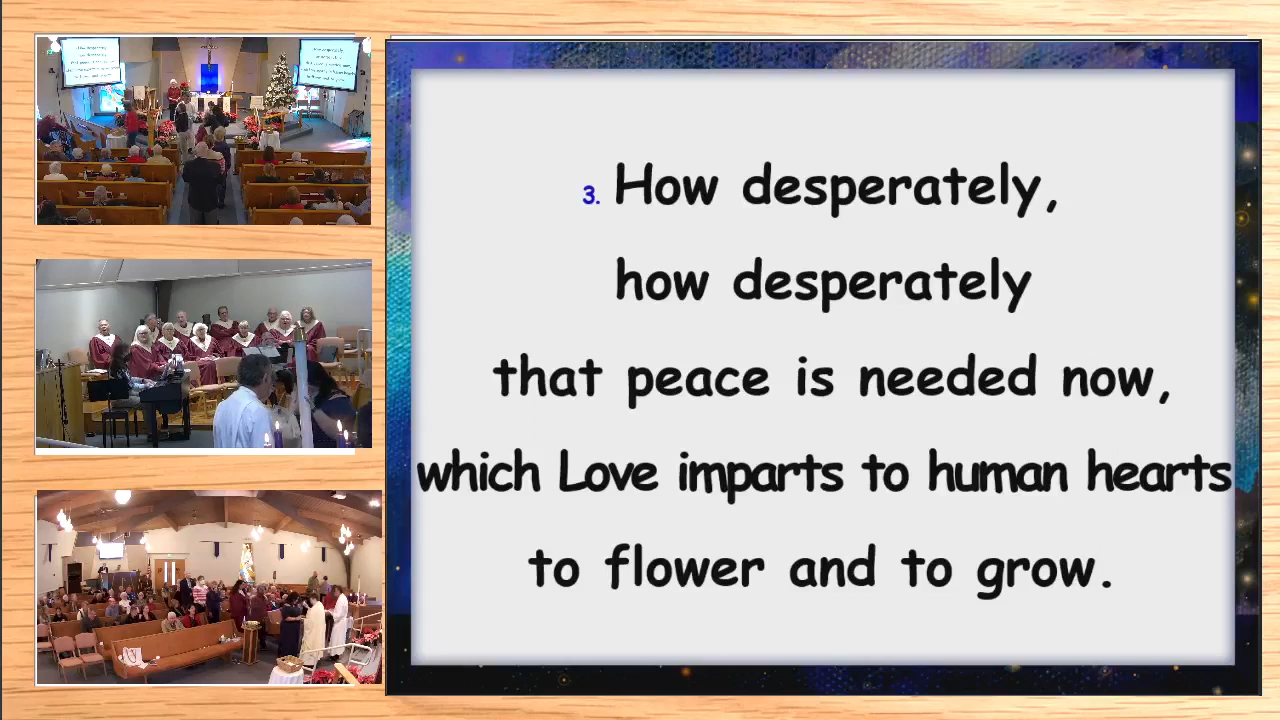 3. How desperately,
how desperately
that peace is needed now,
which Love imparts to human hearts
to flower and to grow.